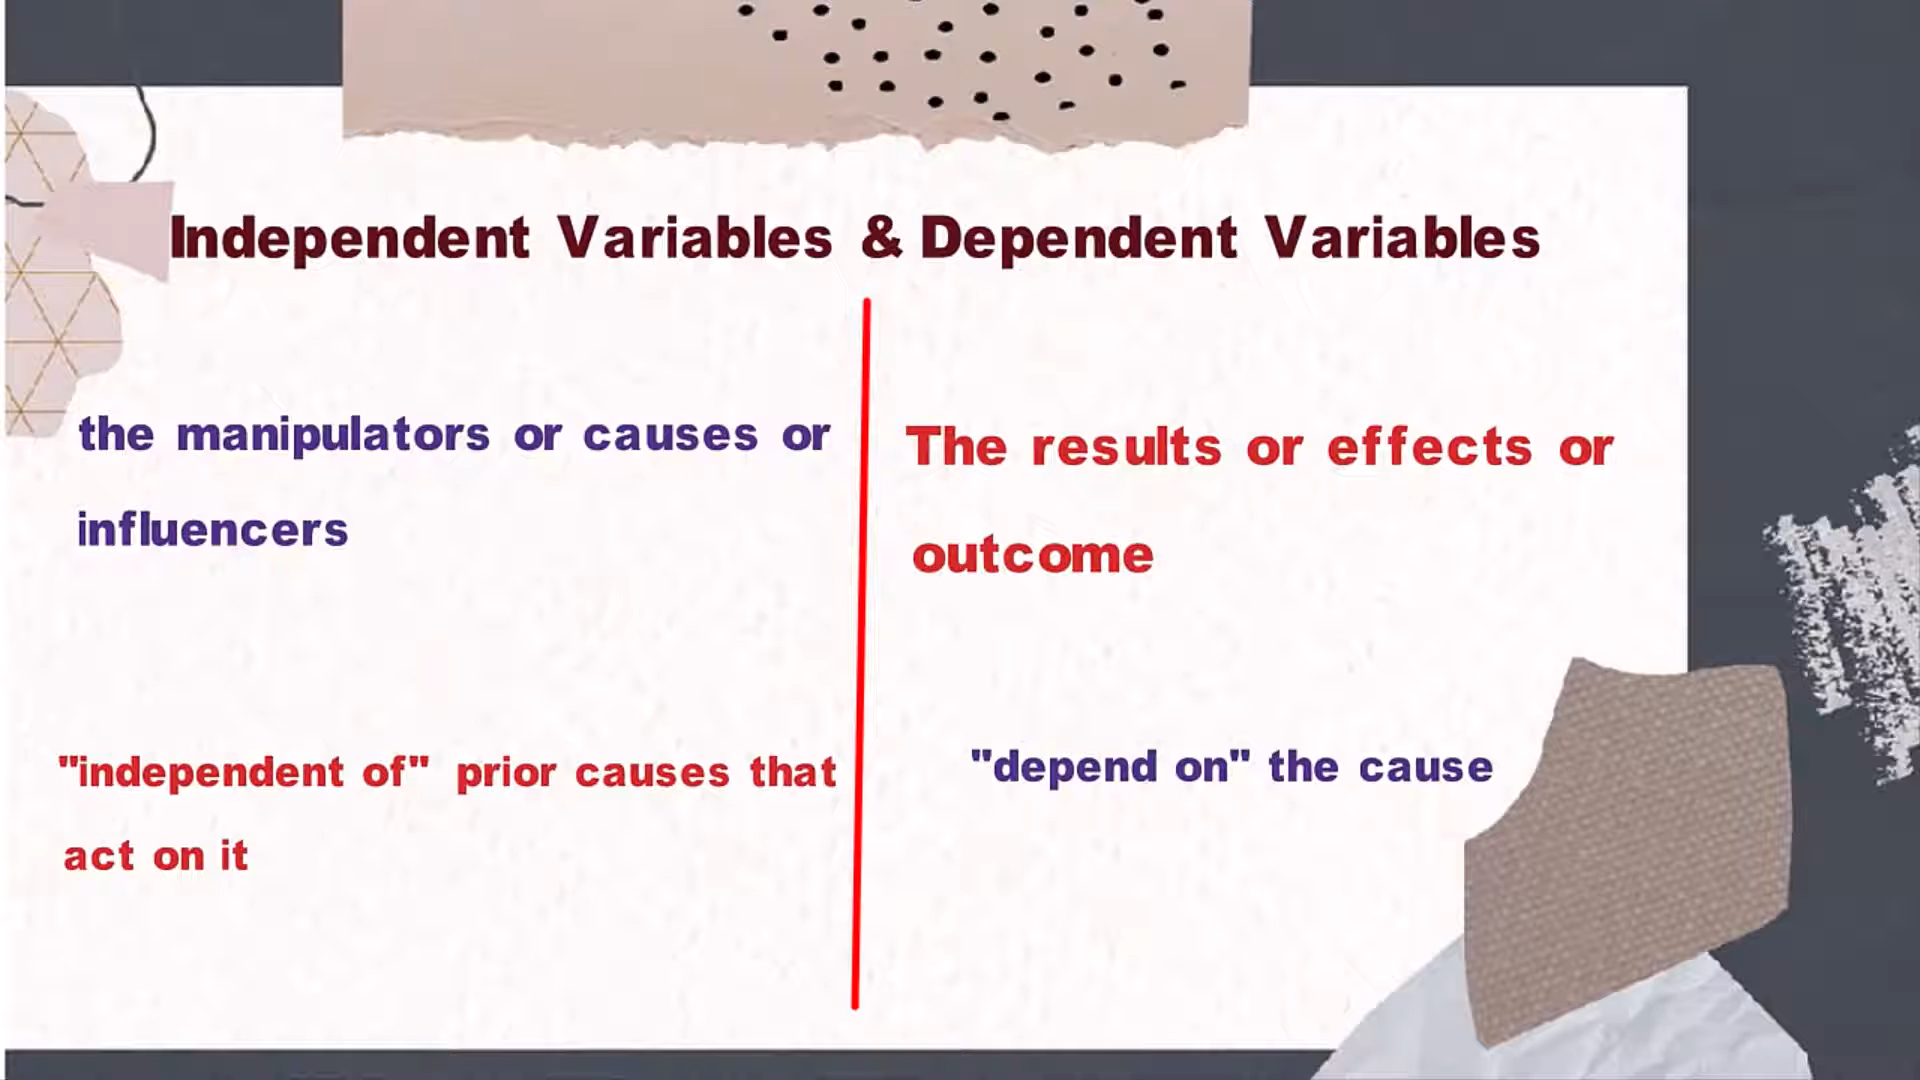 Independent Variables & Dependent Variables
the manipulators or causes or
influencers
"independent of" prior causes that
act on it
The results or effects or
outcome
"depend on" the cause